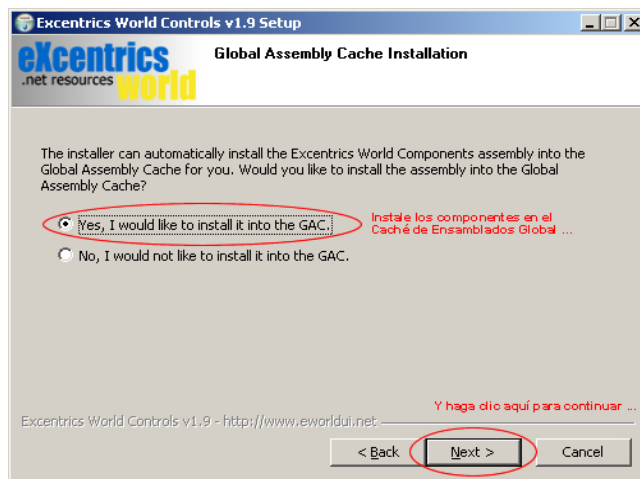 Excentrics World Controls v1.9 Setup
eXcentrics
.net resources world
Global Assembly Cache Installation
The installer can automatically install the Excentrics World Components assembly into the
Global Assembly Cache for you. Would you like to install the assembly into the Global
Assembly Cache?
Yes, I would like to install it into the GAC.
Instale los componentes en el
Caché de Ensamblados Global ...
No, I would not like to install it into the GAC.
Y haga clic aquí para continuar ...
Excentrics World Controls v1.9 - http://www.eworldui.net
< Back
Next >
Cancel